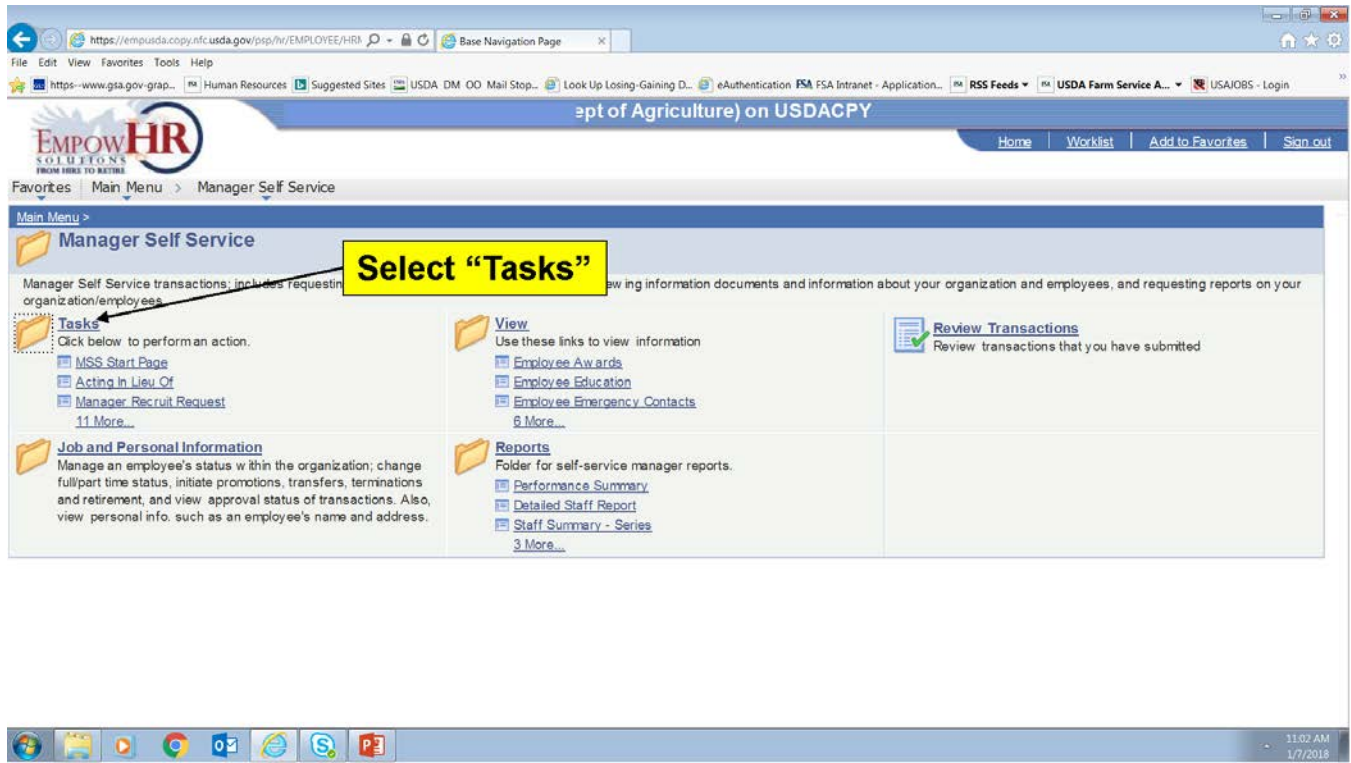 https://empusda.copy.nfc.usda.gov/psp/hr/EMPLOYEE/HRM
Base Navigation Page
File Edit View Favorites Tools Help
https--www.gsa.gov-grap... Human Resources Suggested Sites USDA DM OO Mail Stop... Look Up Losing-Gaining D... eAuthentication FSA FSA Intranet - Application... RSS Feeds USDA Farm Service A... USAJOBS - Login
ept of Agriculture) on USDACPY
EMPOWHR
SOLUTIONS
FROM HIRE TO RETIRE
Home Worklist Add to Favorites Sign out
Favorites Main Menu > Manager Self Service
Main Menu >
Manager Self Service
Select “Tasks”
Manager Self Service transactions; includes requesting ewing information documents and information about your organization and employees, and requesting reports on your
organization/employees.
Tasks
Click below to perform an action.
MSS Start Page
Acting In Lieu Of
Manager Recruit Request
11 More...
View
Use these links to view information
Employee Awards
Employee Education
Employee Emergency Contacts
6 More...
Review Transactions
Review transactions that you have submitted
Job and Personal Information
Manage an employee's status within the organization; change
full/part time status, initiate promotions, transfers, terminations
and retirement, and view approval status of transactions. Also,
view personal info. such as an employee's name and address.
Reports
Folder for self-service manager reports.
Performance Summary
Detailed Staff Report
Staff Summary - Series
3 More...
11:02 AM
1/7/2018